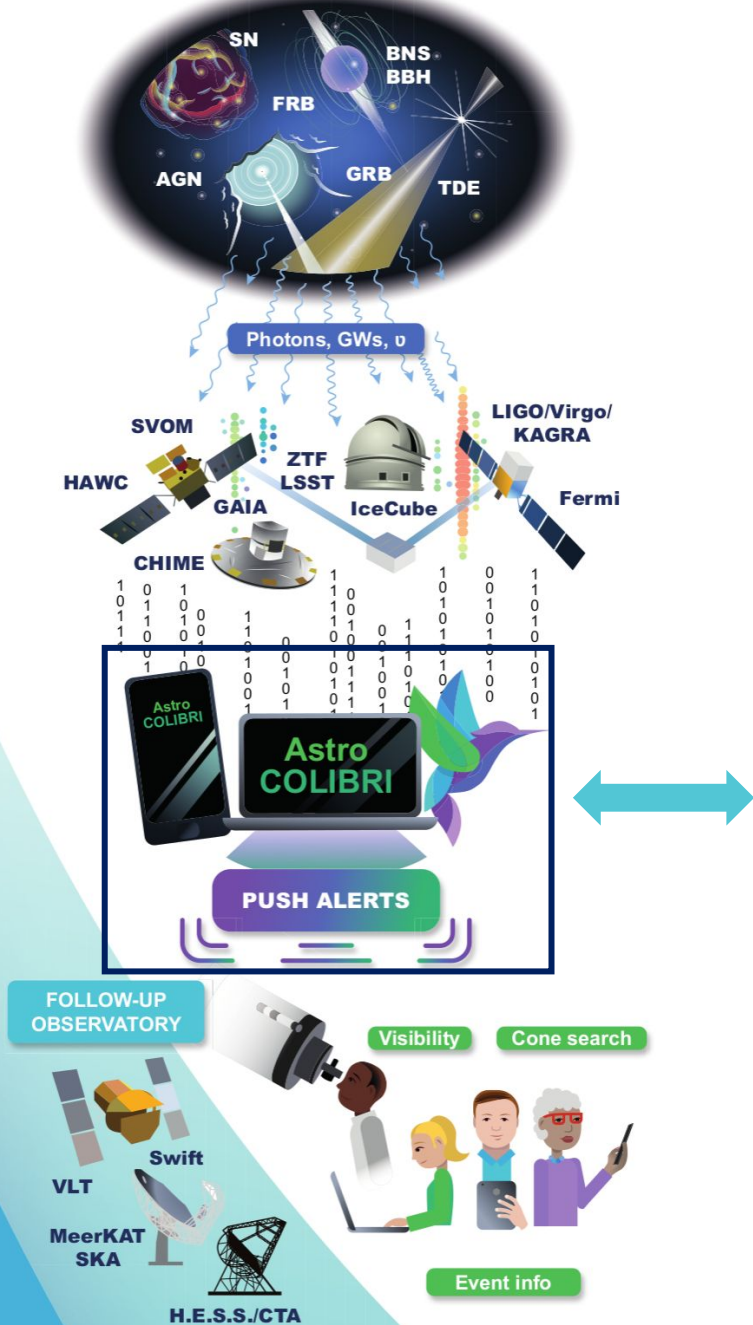 SN
BNS
BBH
FRB
AGN
GRB
TDE
Photons, GWs, υ
SVOM
LIGO/Virgo/
KAGRA
HAWC
ZTF
LSST
GAIA
IceCube
Fermi
CHIME
Astro
COLIBRI
Astro
COLIBRI
PUSH ALERTS
FOLLOW-UP
OBSERVATORY
Visibility
Cone search
Swift
VLT
MeerKAT
SKA
Event info
H.E.S.S./CTA